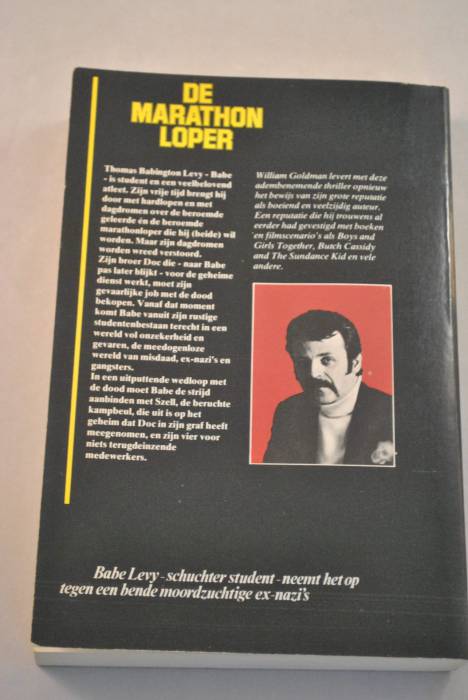 DE
MARATHON
LOPER
Thomas Babington Levy - Babe
- is student en een veelbelovend
atleet. Zijn vrije tijd brengt hij
door met hardlopen en met
dagdromen over de beroemde
geleerde én de beroemde
marathonloper die hij (beide) wil
worden. Maar zijn dagdromen
worden wreed verstoord.
Zijn broer Doc die - naar Babe
pas later blijkt - voor de geheime
dienst werkt, moet zijn
gevaarlijke job met de dood
bekopen. Vanaf dat moment
komt Babe vanuit zijn rustige
studentenbestaan terecht in een
wereld vol onzekerheid en
gevaren, de meedogenloze
wereld van misdaad, ex-nazi's en
gangsters.
In een uitputtende wedloop met
de dood moet Babe de strijd
aanbinden met Szell, de beruchte
kampbeul, die uit is op het
geheim dat Doc in zijn graf heeft
meegenomen, en zijn vier voor
niets terugdeinzende
medewerkers.
William Goldman levert met deze
adembenemende thriller opnieuw
het bewijs van zijn grote reputatie
als boeiend en veelzijdig auteur.
Een reputatie die hij trouwens al
eerder had gevestigd met boeken
en filmscenario's als Boys and
Girls Together, Butch Cassidy
and The Sundance Kid en vele
andere.
Babe Levy - schuchter student - neemt het op
tegen een bende moordzuchtige ex-nazi's